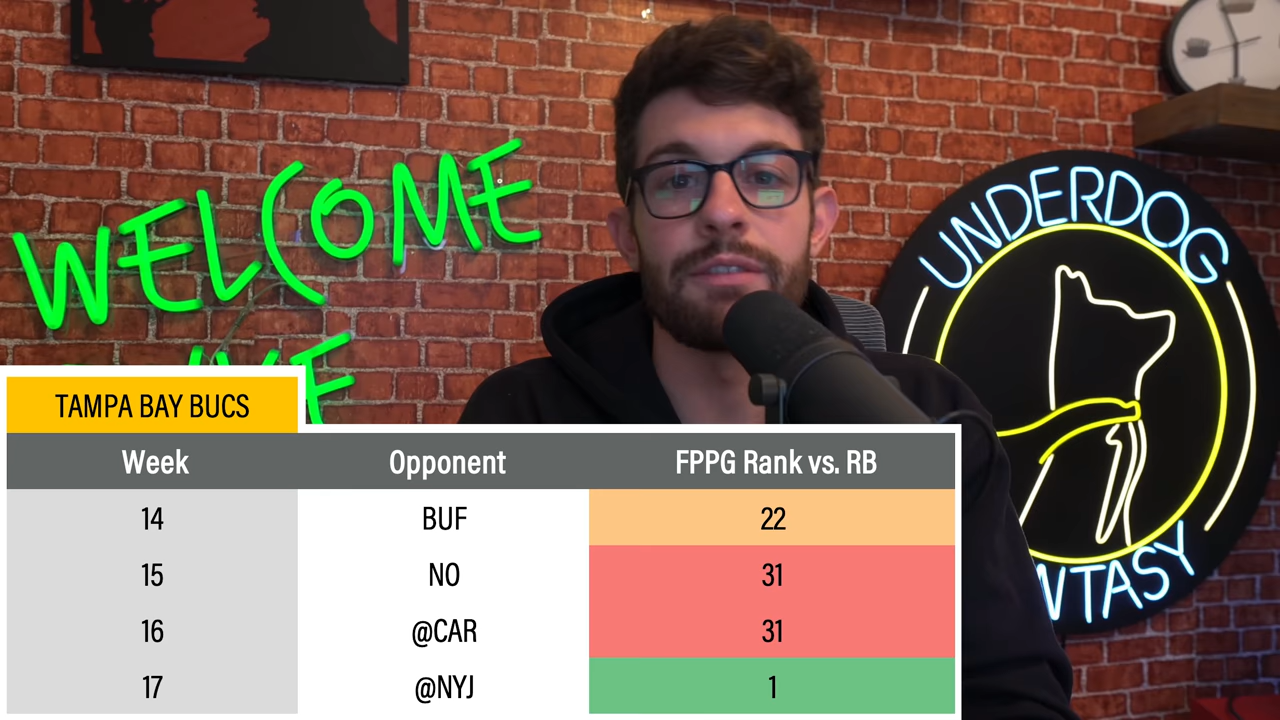 WELCOME
UNDERDOG
FANTASY
TAMPA BAY BUCS
Week Opponent FPPG Rank vs. RB
14 BUF 22
15 NO 31
16 @CAR 31
17 @NYJ 1